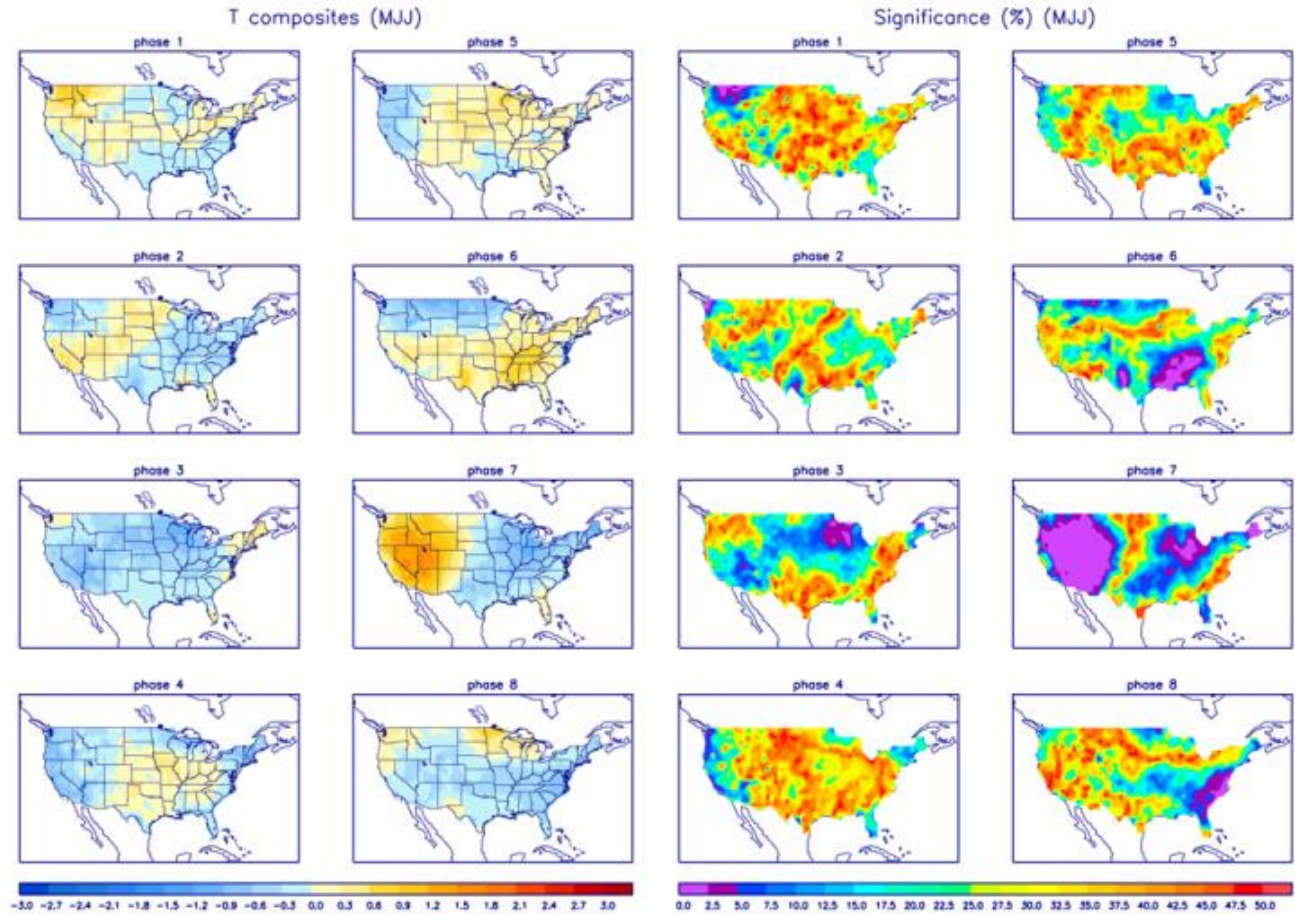 T composites (MJJ)
Significance (%) (MJJ)
phase 1
phase 5
phase 1
phase 5
phase 2
phase 6
phase 2
phase 6
phase 3
phase 7
phase 3
phase 7
phase 4
phase 8
phase 4
phase 8
-3.0 -2.7 -2.4 -2.1 -1.8 -1.5 -1.2 -0.9 -0.6 -0.3 0.0 0.3 0.6 0.9 1.2 1.5 1.8 2.1 2.4 2.7 3.0
0.0 2.5 5.0 7.5 10.0 12.5 15.0 17.5 20.0 22.5 25.0 27.5 30.0 32.5 35.0 37.5 40.0 42.5 45.0 47.5 50.0